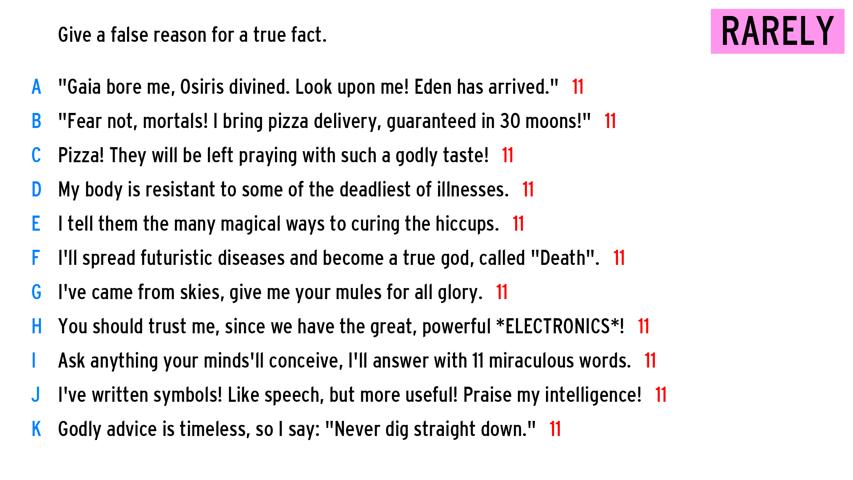 Give a false reason for a true fact.
RARELY
A "Gaia bore me, Osiris divined. Look upon me! Eden has arrived." 11
B "Fear not, mortals! I bring pizza delivery, guaranteed in 30 moons!" 11
C Pizza! They will be left praying with such a godly taste! 11
D My body is resistant to some of the deadliest of illnesses. 11
E I tell them the many magical ways to curing the hiccups. 11
F I'll spread futuristic diseases and become a true god, called "Death". 11
G I've came from skies, give me your mules for all glory. 11
H You should trust me, since we have the great, powerful *ELECTRONICS*! 11
I Ask anything your minds'll conceive, I'll answer with 11 miraculous words. 11
J I've written symbols! Like speech, but more useful! Praise my intelligence! 11
K Godly advice is timeless, so I say: "Never dig straight down." 11